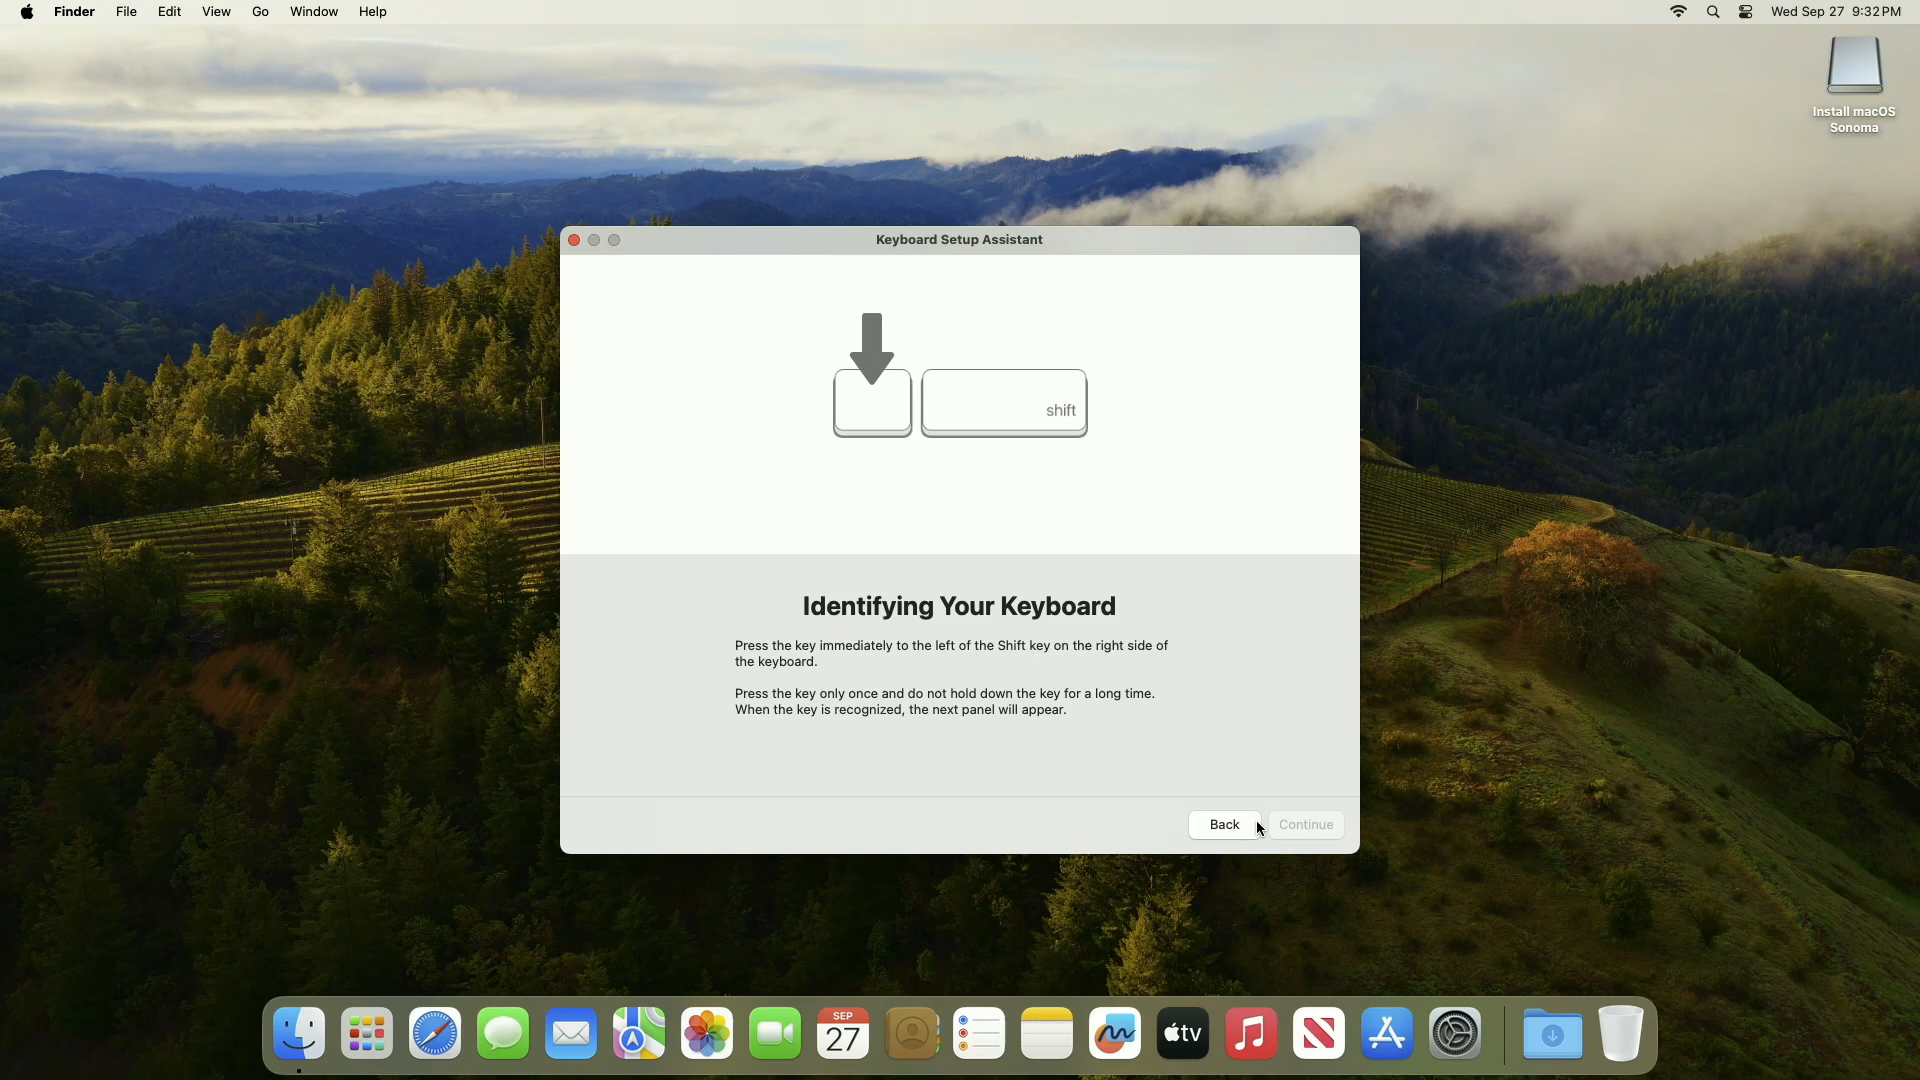 Finder File Edit View Go Window Help
Wed Sep 27 9:32 PM
Install macOS
Sonoma
Keyboard Setup Assistant
shift
Identifying Your Keyboard
Press the key immediately to the left of the Shift key on the right side of
the keyboard.
Press the key only once and do not hold down the key for a long time.
When the key is recognized, the next panel will appear.
Back Continue
SEP
27
tv